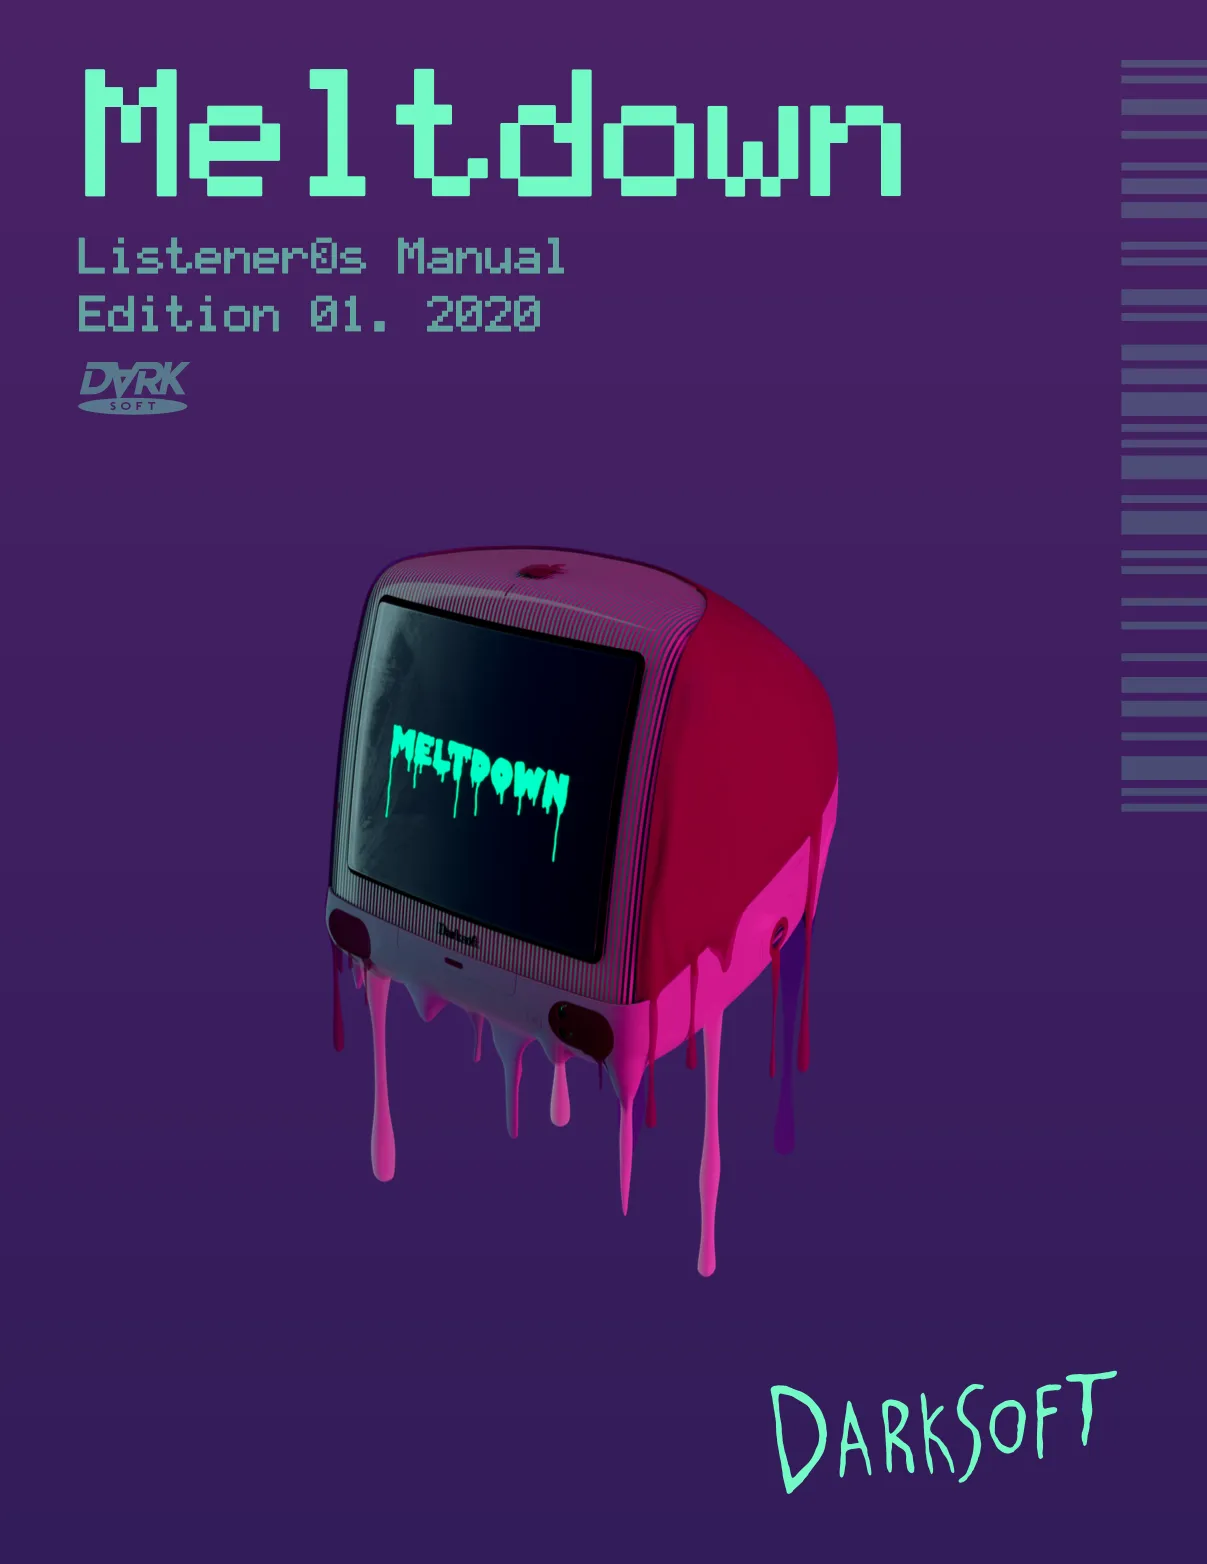 Meltdown
Listener@s Manual
Edition 01. 2020
DARK
SOFT
MELTDOWN
Darksoft
DARKSOFT